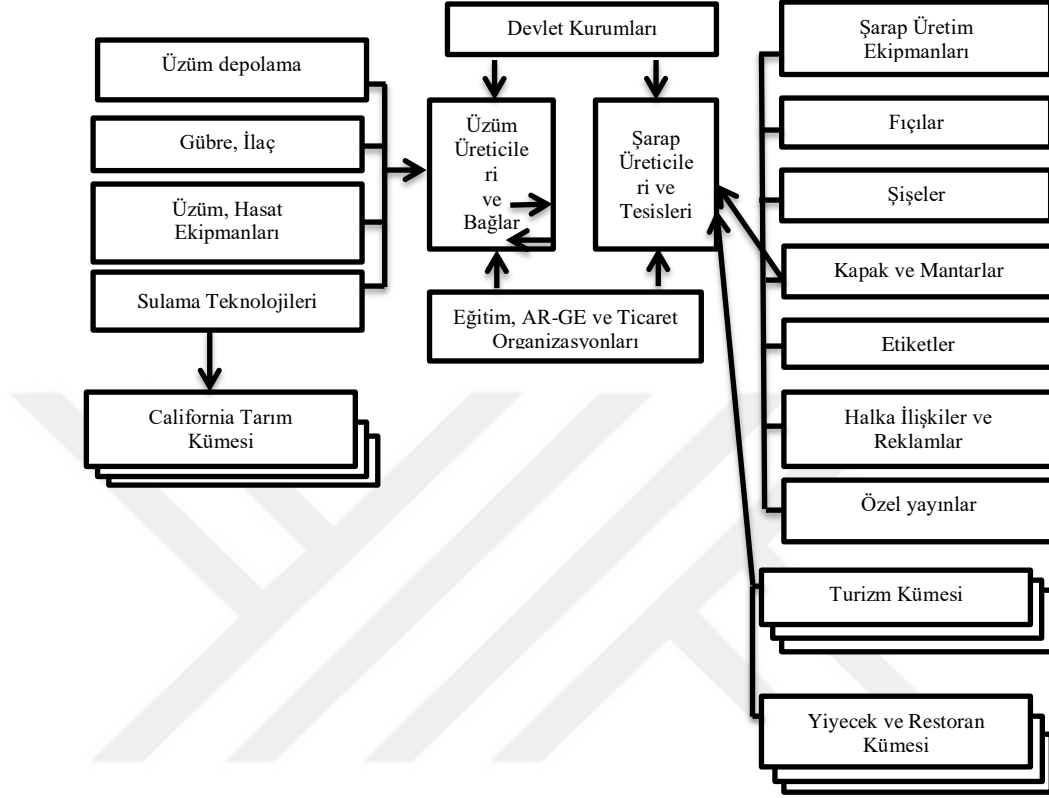 Devlet Kurumları
Üzüm depolama
Gübre, İlaç
Üzüm, Hasat
Ekipmanları
Sulama Teknolojileri
California Tarım
Kümesi
Üzüm
Üreticile
ri
ve
Bağlar
Şarap
Üreticile
ri ve
Tesisleri
Eğitim, AR-GE ve Ticaret
Organizasyonları
Şarap Üretim
Ekipmanları
Fıçılar
Şişeler
Kapak ve Mantarlar
Etiketler
Halka İlişkiler ve
Reklamlar
Özel yayınlar
Turizm Kümesi
Yiyecek ve Restoran
Kümesi